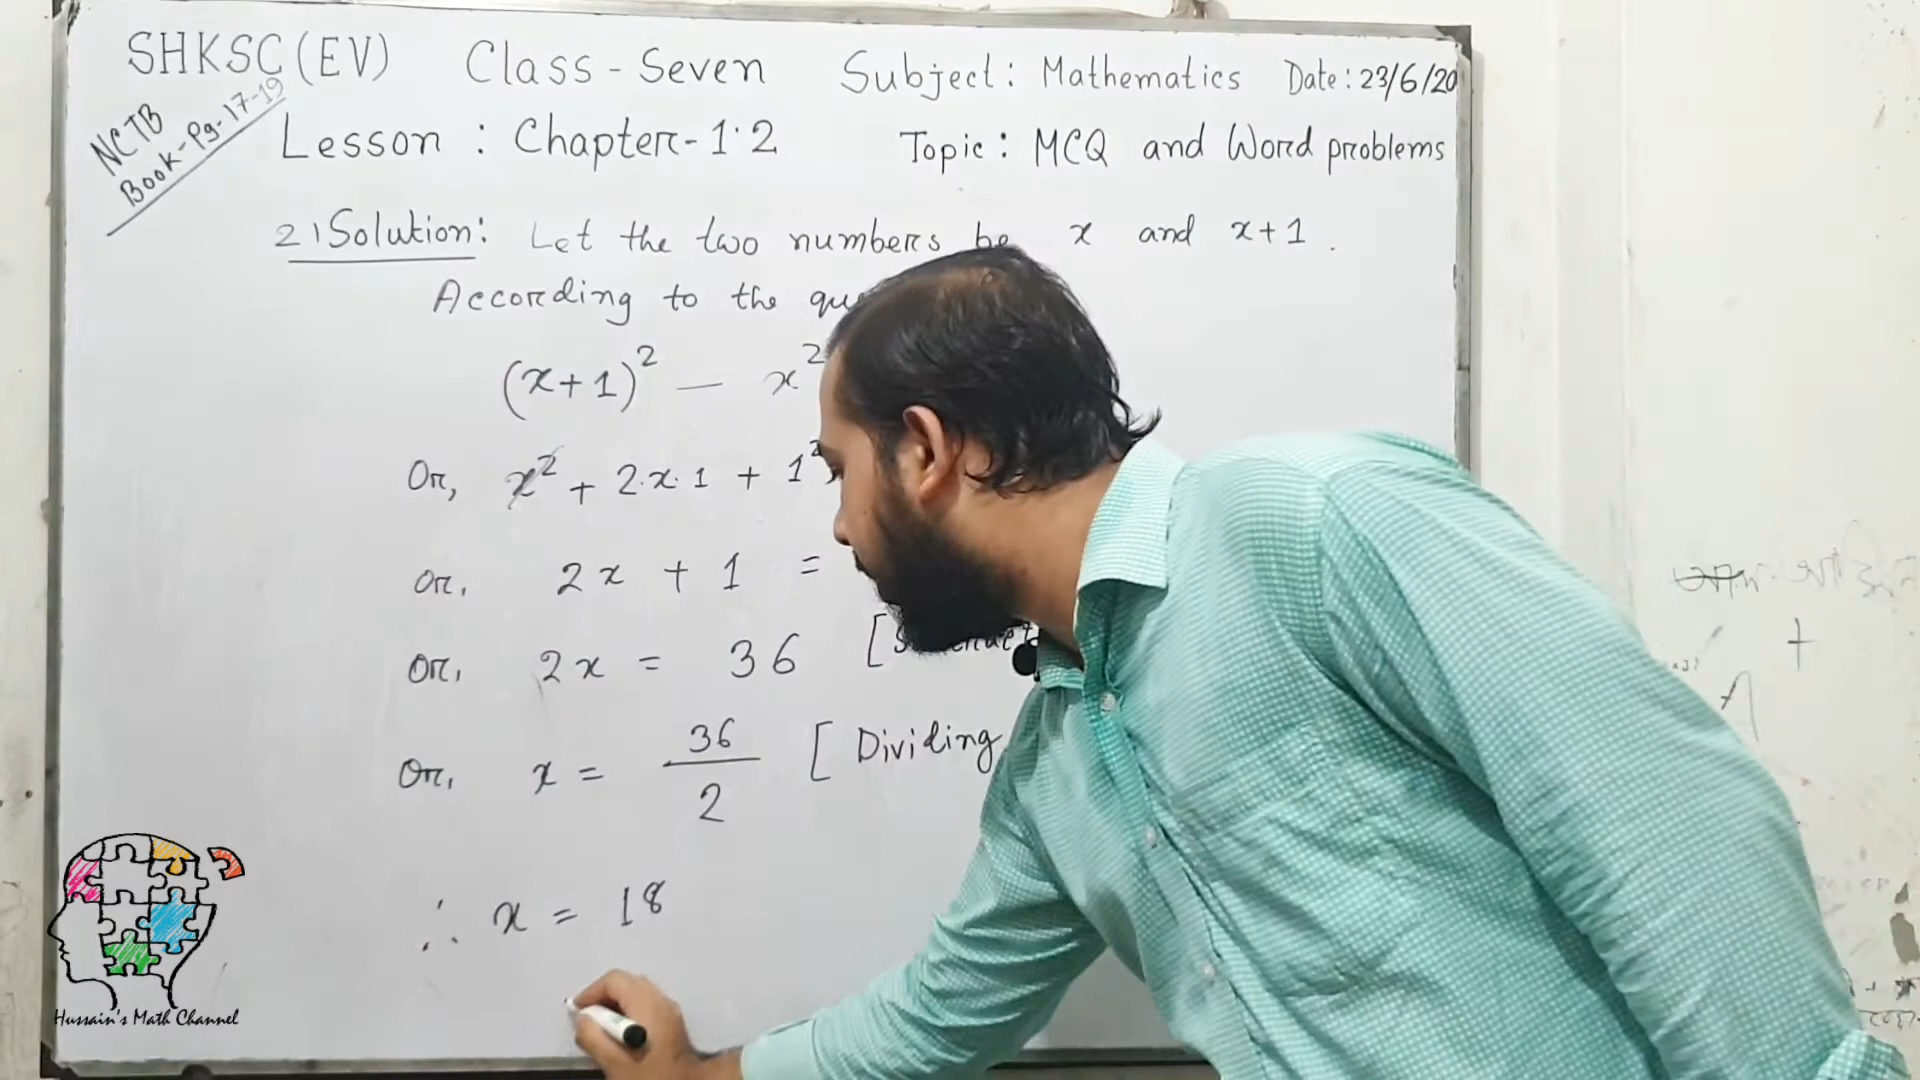 SHKSC(EV) Class-Seven Subject: Mathematics Date: 23/6/20
NCTB
Book-Pg-17-19
Lesson : Chapter-1.2 Topic: MCQ and Word problems
21 Solution: Let the two numbers be x and x+1.
According to the
(x+1)² — x²
Or, x² + 2.x.1 + 1²
Or, 2x + 1 =
Or, 2x = 36 [
Or, x = 36/2 [ Dividing
∴ x = 18
Hussain's Math Channel